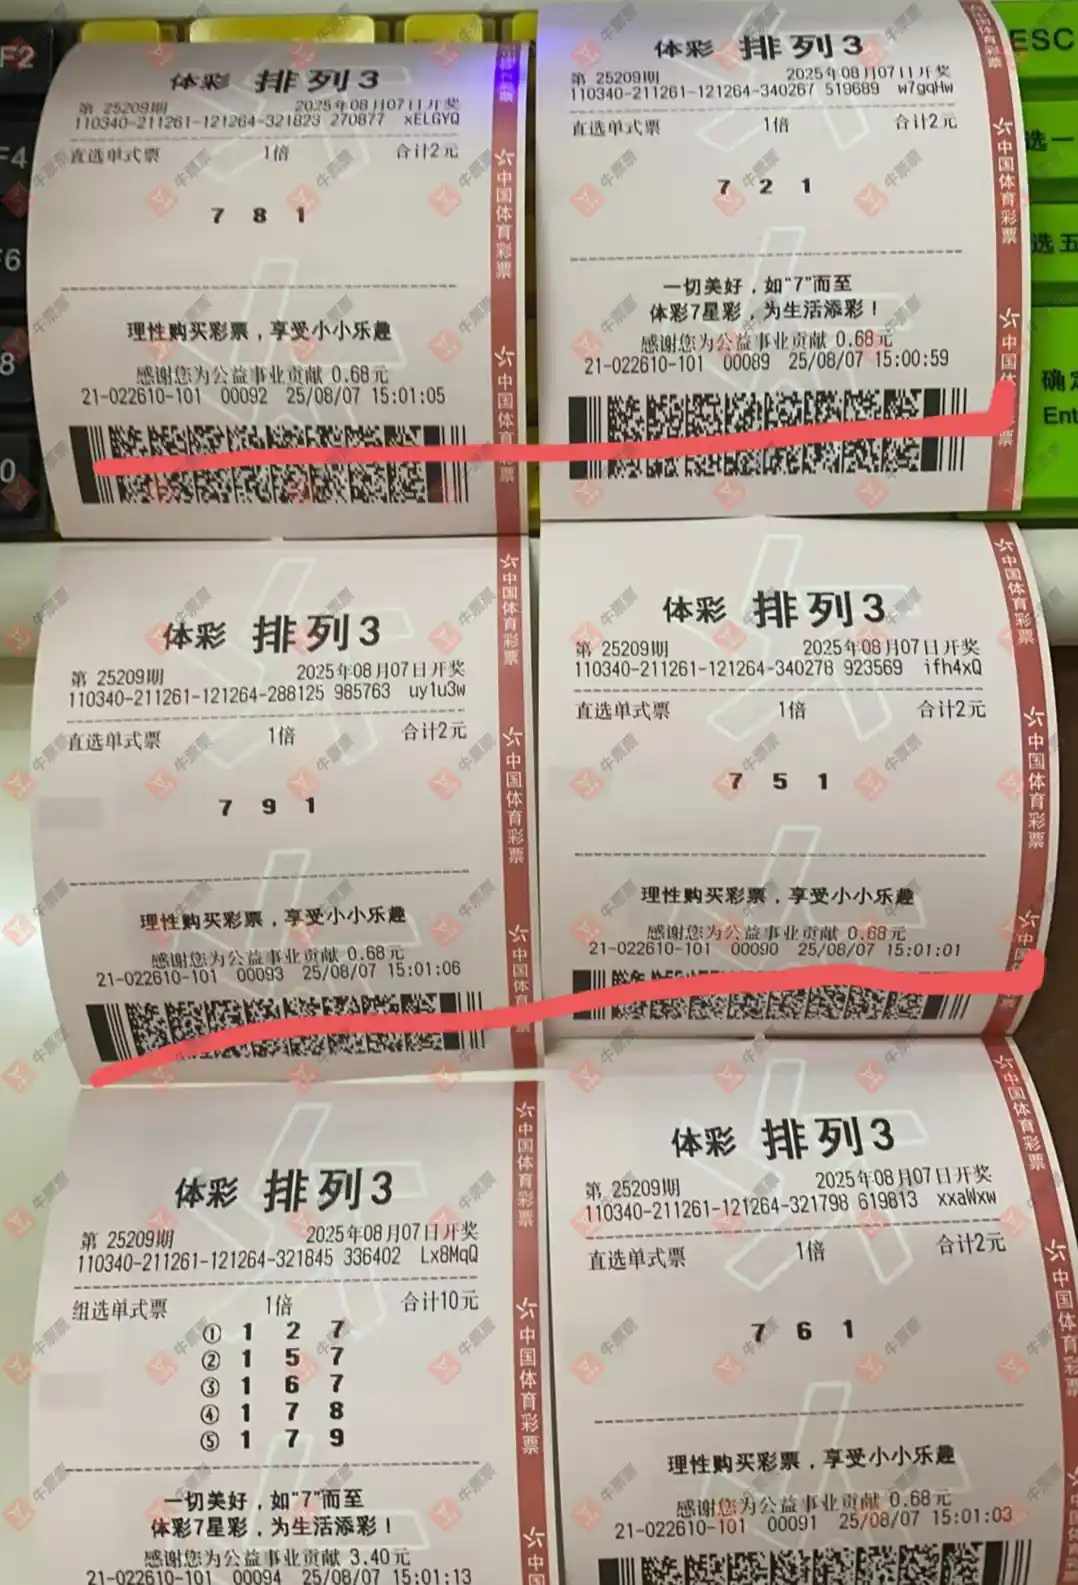 体彩 排列3
第 25209期 2025年08月07日开奖
110340-211261-121264-321823 270877 xELGYQ
直选单式票 1倍 合计2元
7 8 1
理性购买彩票，享受小小乐趣
感谢您为公益事业贡献 0.68元
21-022610-101 00092 25/08/07 15:01:05
体彩 排列3
第 25209期 2025年08月07日开奖
110340-211261-121264-340267 519689 w7gqHw
直选单式票 1倍 合计2元
7 2 1
一切美好，如“7”而至
体彩7星彩，为生活添彩！
感谢您为公益事业贡献 0.68元
21-022610-101 00089 25/08/07 15:00:59
体彩 排列3
第 25209期 2025年08月07日开奖
110340-211261-121264-288125 985763 uy1u3w
直选单式票 1倍 合计2元
7 9 1
理性购买彩票，享受小小乐趣
感谢您为公益事业贡献 0.68元
21-022610-101 00093 25/08/07 15:01:06
体彩 排列3
第 25209期 2025年08月07日开奖
110340-211261-121264-340278 923569 ifh4xQ
直选单式票 1倍 合计2元
7 5 1
理性购买彩票，享受小小乐趣
感谢您为公益事业贡献 0.68元
21-022610-101 00090 25/08/07 15:01:01
体彩 排列3
第 25209期 2025年08月07日开奖
110340-211261-121264-321845 336402 Lx8MqQ
组选单式票 1倍 合计10元
① 1 2 7
② 1 5 7
③ 1 6 7
④ 1 7 8
⑤ 1 7 9
一切美好，如“7”而至
体彩7星彩，为生活添彩！
感谢您为公益事业贡献 3.40元
21-022610-101 00094 25/08/07 15:01:13
体彩 排列3
第 25209期 2025年08月07日开奖
110340-211261-121264-321798 619813 xxaWxw
直选单式票 1倍 合计2元
7 6 1
理性购买彩票，享受小小乐趣
感谢您为公益事业贡献 0.68元
21-022610-101 00091 25/08/07 15:01:03
中国体育彩票
F2
F4
F6
8
0
ESC
选一
选五
确定
牛票票